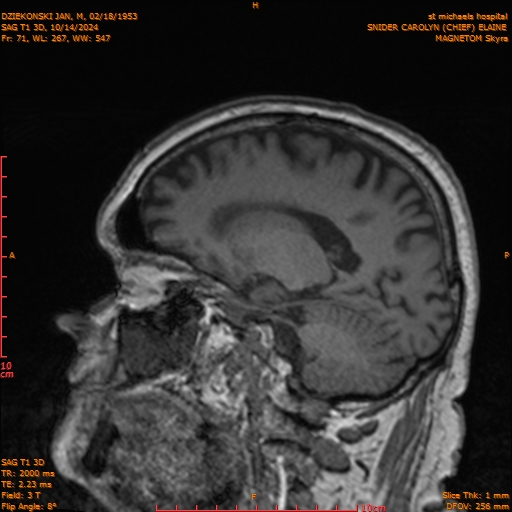 H
DZIEKONSKI JAN, M, 02/18/1953
SAG T1 3D, 10/14/2024
Fr: 71, WL: 267, WW: 547
st michaels hospital
SNIDER CAROLYN (CHIEF) ELAINE
MAGNETOM Skyra
A
P
10
cm
SAG T1 3D
TR: 2000 ms
TE: 2.23 ms
Field: 3 T
Flip Angle: 8°
F
10cm
Slice Thk: 1 mm
DFOV: 256 mm